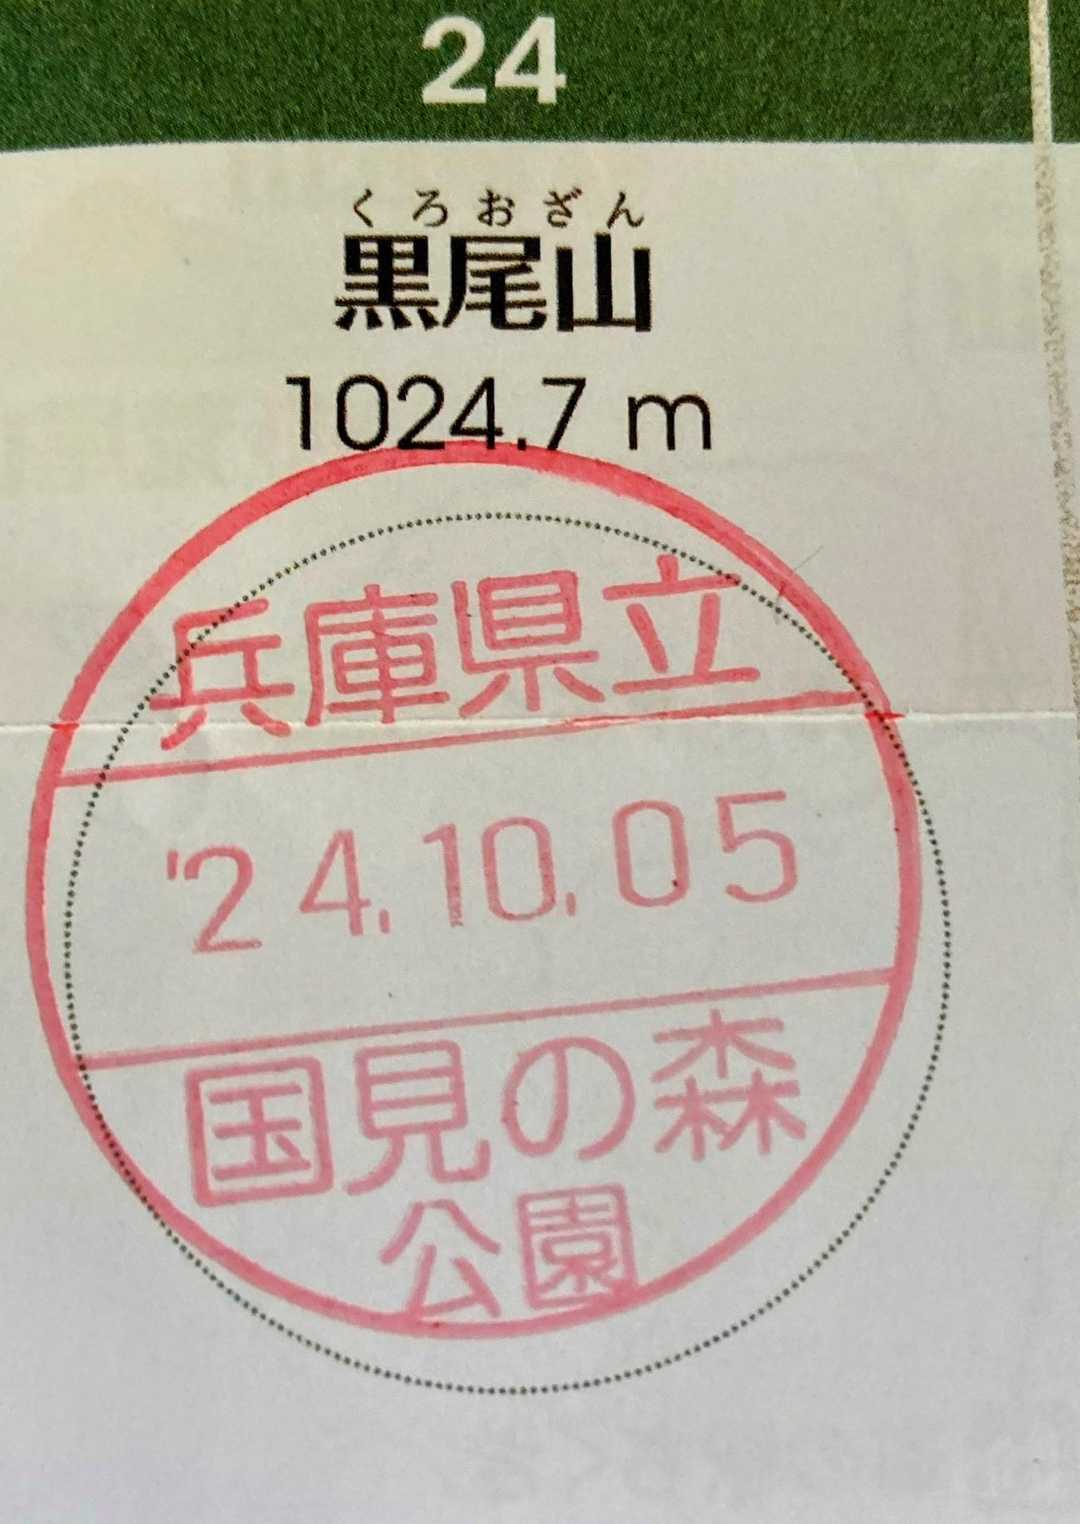 24
くろおざん
黒尾山
1024.7 m
兵庫県立
'24.10.05
国見の森
公園